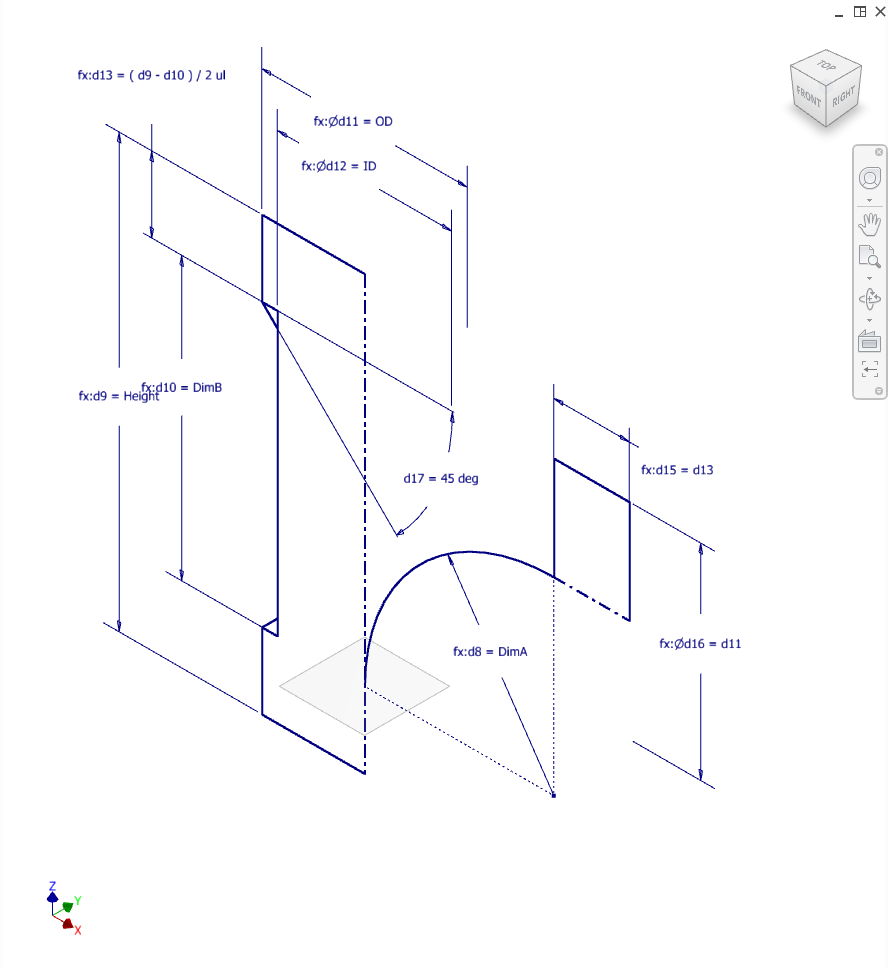 fx:d13 = ( d9 - d10 ) / 2 ul
TOP
FRONT
RIGHT
fx:Ød11 = OD
fx:Ød12 = ID
fx:d10 = DimB
fx:d9 = Height
fx:d15 = d13
d17 = 45 deg
fx:Ød16 = d11
fx:d8 = DimA
Z
Y
X